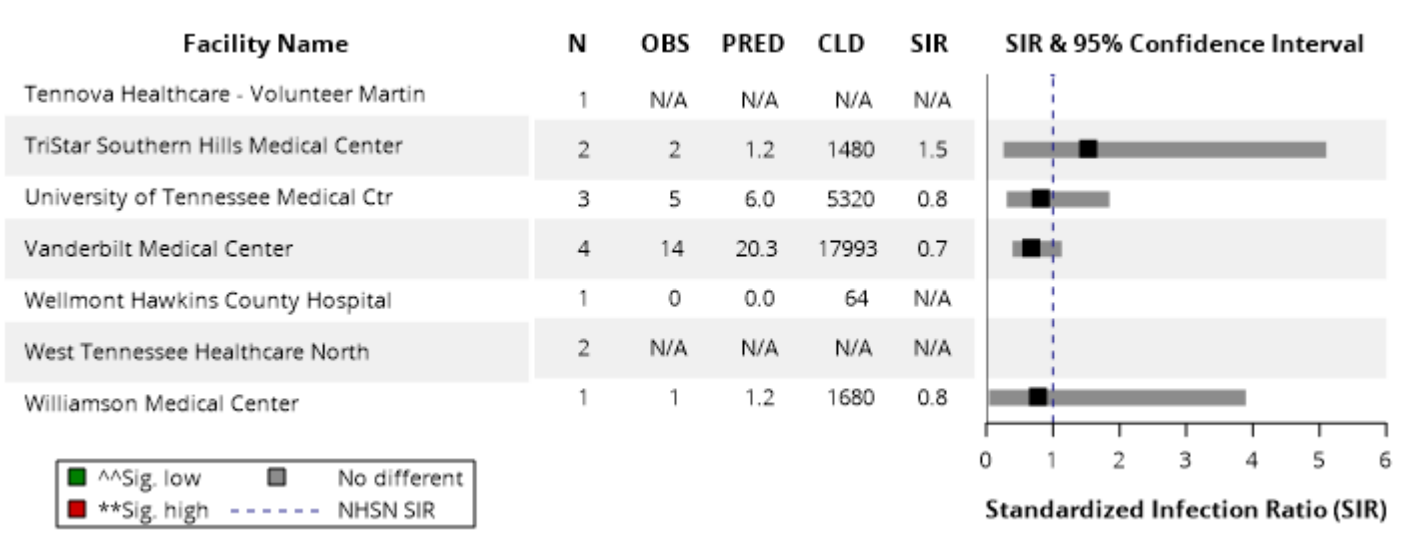 Facility Name N OBS PRED CLD SIR SIR & 95% Confidence Interval
Tennova Healthcare - Volunteer Martin 1 N/A N/A N/A N/A
TriStar Southern Hills Medical Center 2 2 1.2 1480 1.5
University of Tennessee Medical Ctr 3 5 6.0 5320 0.8
Vanderbilt Medical Center 4 14 20.3 17993 0.7
Wellmont Hawkins County Hospital 1 0 0.0 64 N/A
West Tennessee Healthcare North 2 N/A N/A N/A N/A
Williamson Medical Center 1 1 1.2 1680 0.8
0 1 2 3 4 5 6
Standardized Infection Ratio (SIR)
^^Sig. low No different
**Sig. high NHSN SIR